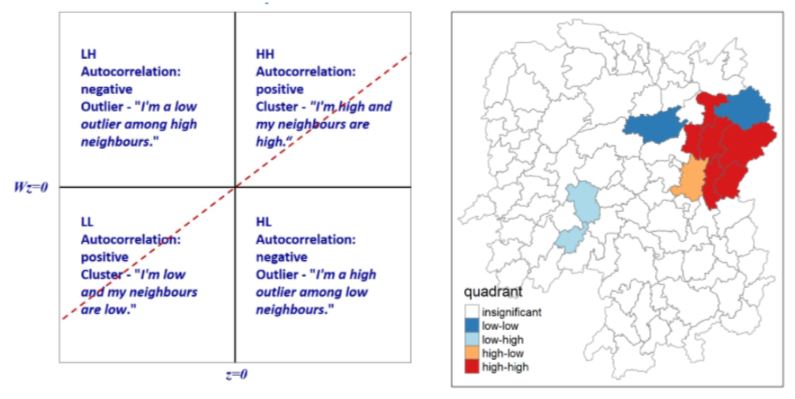 LH
Autocorrelation:
negative
Outlier - "I'm a low
outlier among high
neighbours."
HH
Autocorrelation:
positive
Cluster - "I'm high and
my neighbours are
high.“
Wz=0
LL
Autocorrelation:
positive
Cluster - "I'm low
and my neighbours
are low."
HL
Autocorrelation:
negative
Outlier - "I'm a high
outlier among low
neighbours."
z=0
quadrant
insignificant
low-low
low-high
high-low
high-high